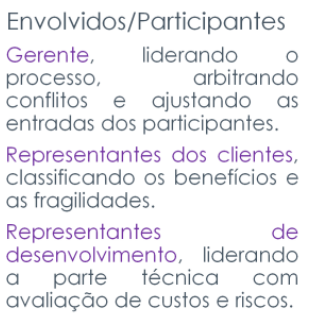 Envolvidos/Participantes
Gerente, liderando o
processo, arbitrando
conflitos e ajustando as
entradas dos participantes.
Representantes dos clientes,
classificando os benefícios e
as fragilidades.
Representantes de
desenvolvimento, liderando
a parte técnica com
avaliação de custos e riscos.